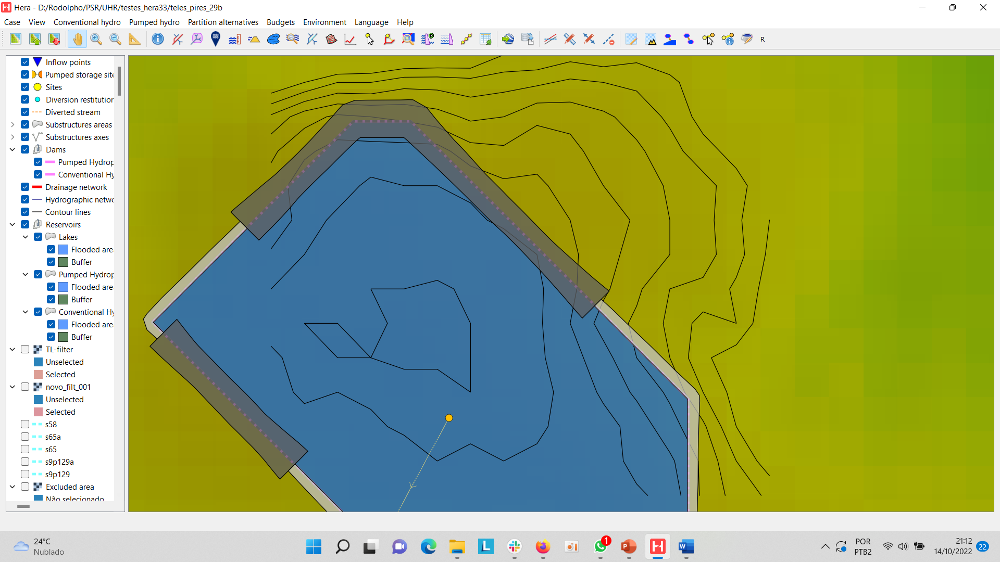 Hera - D:/Rodolpho/PSR/UHR/testes_hera33/teles_pires_29b
Case View Conventional hydro Pumped hydro Partition alternatives Budgets Environment Language Help
R
Inflow points
Pumped storage site
Sites
Diversion restitution
Diverted stream
Substructures areas
Substructures axes
Dams
Pumped Hydrop
Conventional Hy
Drainage network
Hydrographic netwo
Contour lines
Reservoirs
Lakes
Flooded are
Buffer
Pumped Hydrop
Flooded are
Buffer
Conventional Hy
Flooded are
Buffer
TL-filter
Unselected
Selected
novo_filt_001
Unselected
Selected
s58
s65a
s65
s9p129a
s9p129
Excluded area
Não selecionado
24°C
Nublado
1
POR
PTB2
21:12
14/10/2022
22